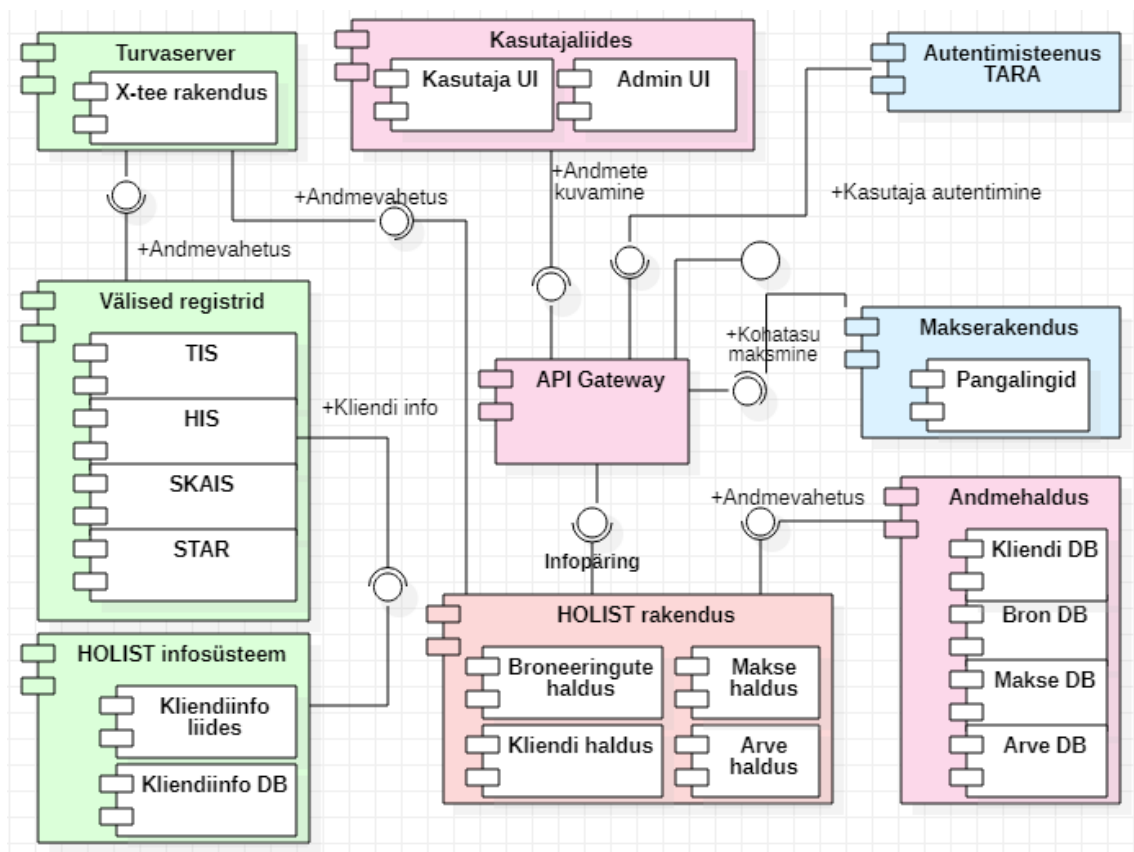 Turvaserver
X-tee rakendus
Kasutajaliides
Kasutaja UI
Admin UI
Autentimisteenus
TARA
+Andmete
kuvamine
+Kasutaja autentimine
+Andmevahetus
+Andmevahetus
Välised registrid
TIS
HIS
SKAIS
STAR
+Kliendi info
API Gateway
+Kohatasu
maksmine
Makserakendus
Pangalingid
+Andmevahetus
Infopäring
Andmehaldus
Kliendi DB
Bron DB
Makse DB
Arve DB
HOLIST infosüsteem
Kliendiinfo
liides
Kliendiinfo DB
HOLIST rakendus
Broneeringute
haldus
Makse
haldus
Kliendi haldus
Arve
haldus